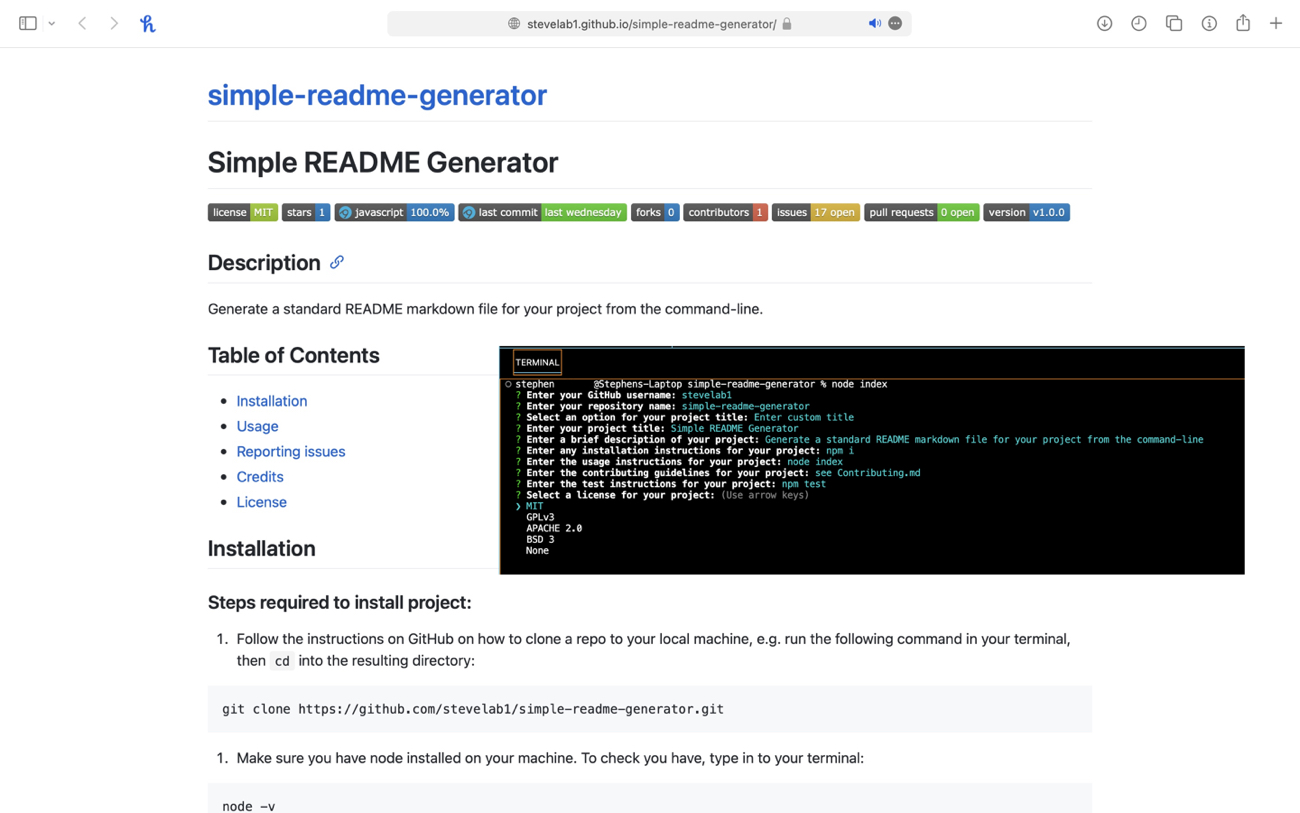 stevelab1.github.io/simple-readme-generator/
simple-readme-generator
Simple README Generator
license MIT stars 1 javascript 100.0% last commit last wednesday forks 0 contributors 1 issues 17 open pull requests 0 open version v1.0.0
Description
Generate a standard README markdown file for your project from the command-line.
Table of Contents
• Installation
• Usage
• Reporting issues
• Credits
• License
TERMINAL
stephen @Stephens-Laptop simple-readme-generator % node index
? Enter your GitHub username: stevelab1
? Enter your repository name: simple-readme-generator
? Select an option for your project title: Enter custom title
? Enter your project title: Simple README Generator
? Enter a brief description of your project: Generate a standard README markdown file for your project from the command-line
? Enter any installation instructions for your project: npm i
? Enter the usage instructions for your project: node index
? Enter the contributing guidelines for your project: see Contributing.md
? Enter the test instructions for your project: npm test
? Select a license for your project: (Use arrow keys)
❯ MIT
GPLv3
APACHE 2.0
BSD 3
None
Installation
Steps required to install project:
1. Follow the instructions on GitHub on how to clone a repo to your local machine, e.g. run the following command in your terminal,
then cd into the resulting directory:
git clone https://github.com/stevelab1/simple-readme-generator.git
1. Make sure you have node installed on your machine. To check you have, type in to your terminal:
node -v